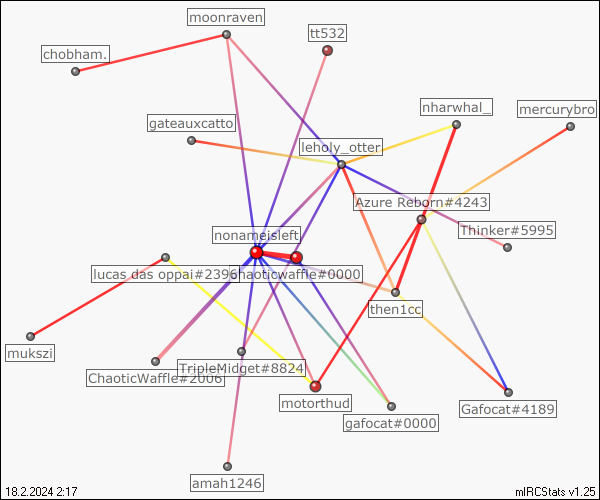 moonraven
tt532
chobham.
nharwhal_
mercurybro
gateauxcatto
leholy_otter
Azure Reborn#4243
Thinker#5995
nonameisleft
lucas das oppai#2396
chaoticwaffle#0000
then1cc
mukszi
TripleMidget#8824
ChaoticWaffle#2006
motorthud
Gafocat#4189
gafocat#0000
amah1246
18.2.2024 2:17
mIRCStats v1.25